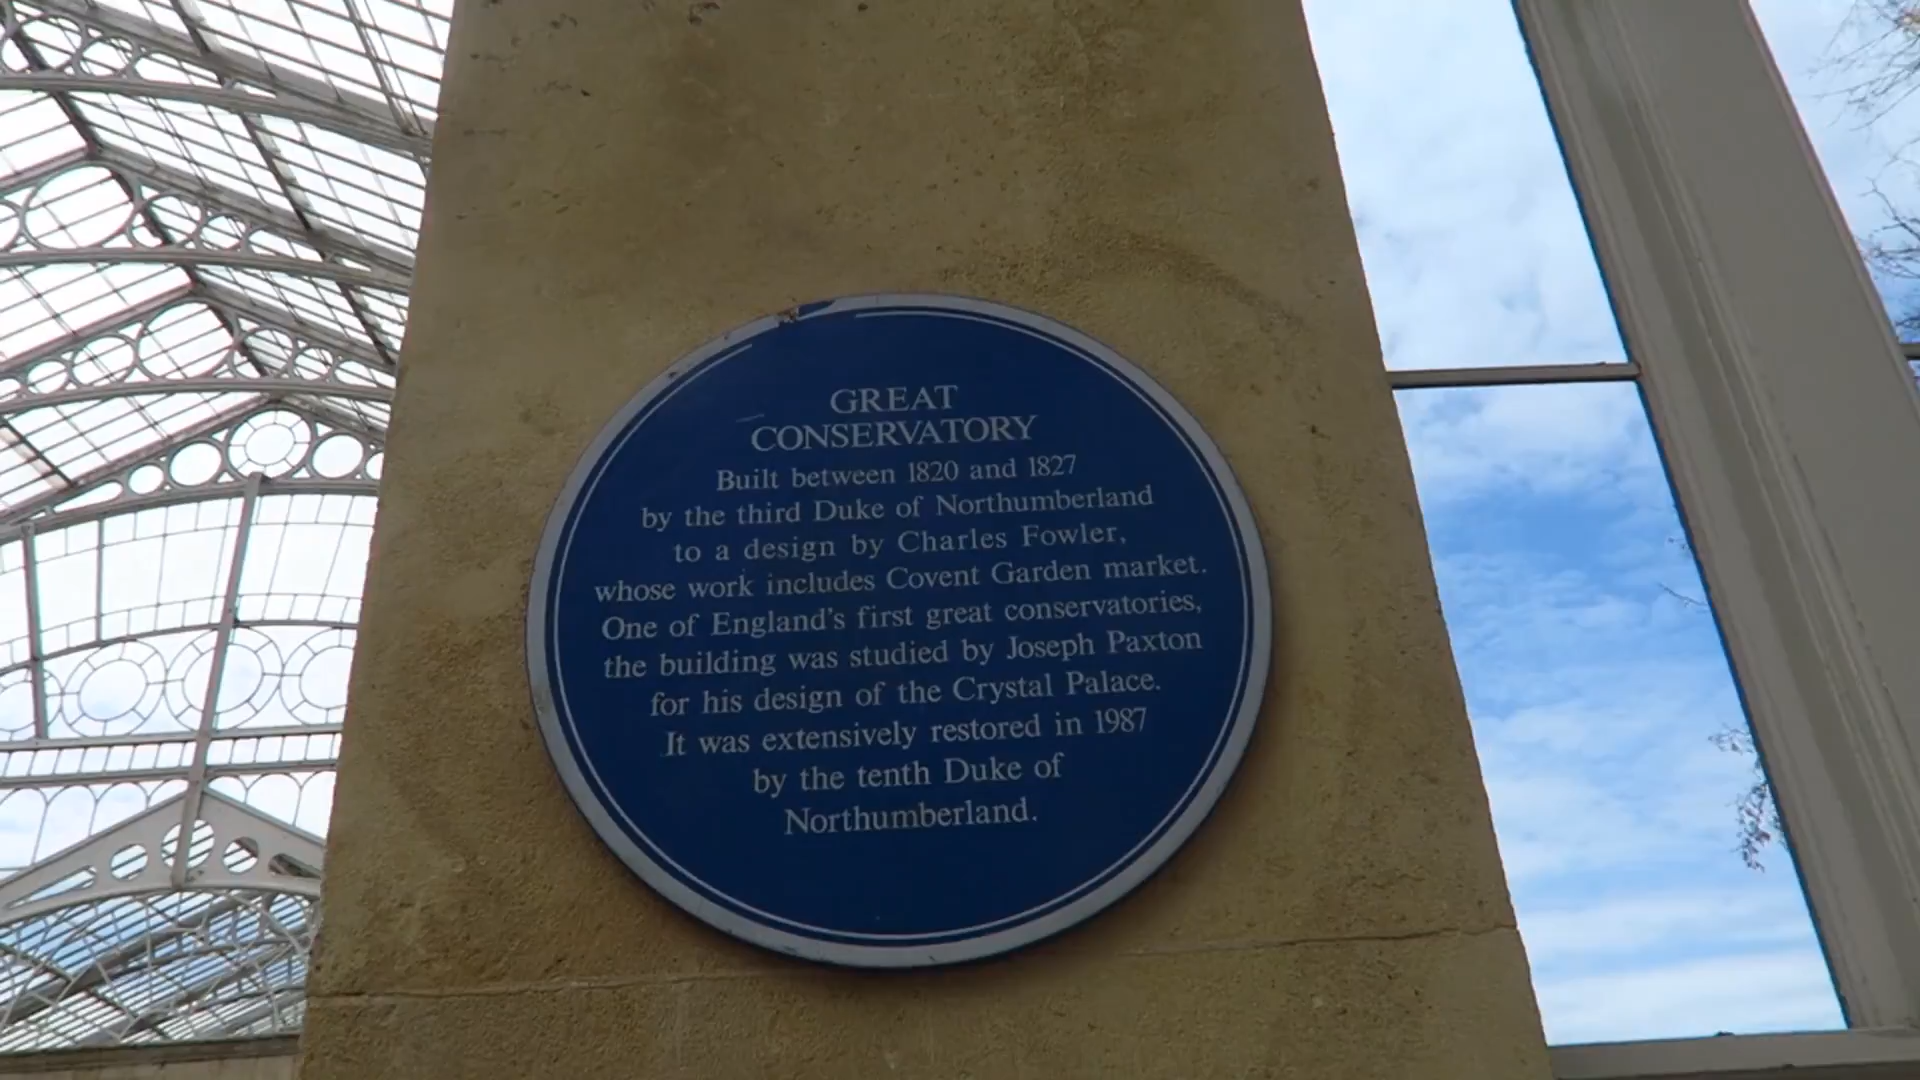 GREAT
CONSERVATORY
Built between 1820 and 1827
by the third Duke of Northumberland
to a design by Charles Fowler,
whose work includes Covent Garden market.
One of England's first great conservatories,
the building was studied by Joseph Paxton
for his design of the Crystal Palace.
It was extensively restored in 1987
by the tenth Duke of
Northumberland.